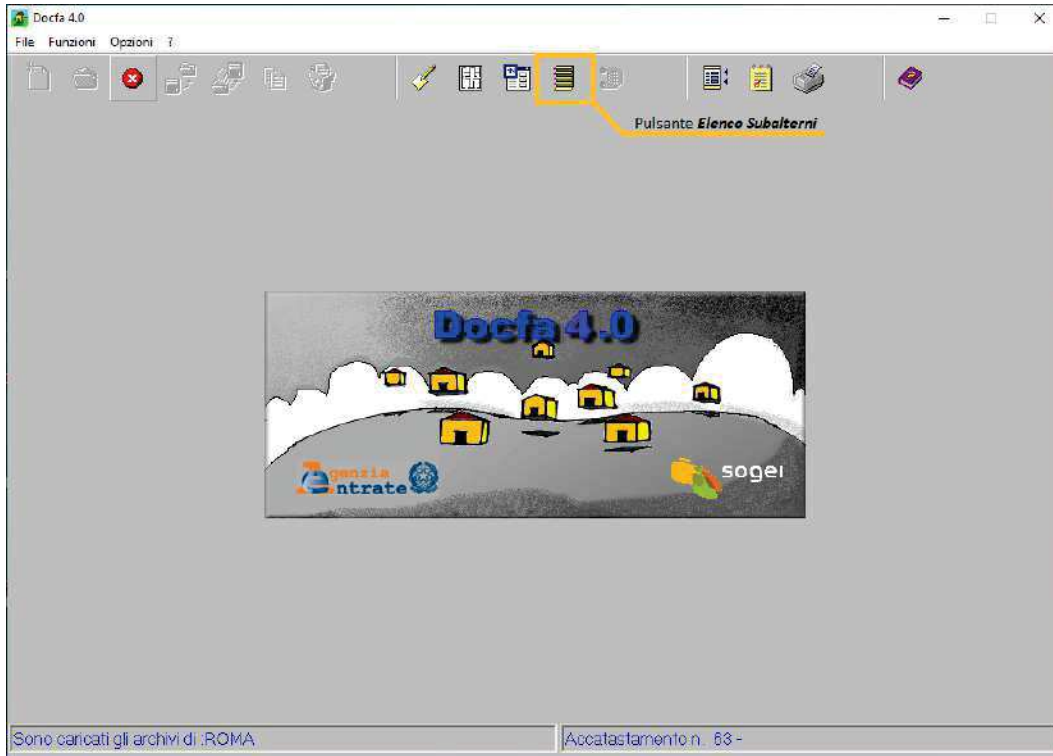 Docfa 4.0
File Funzioni Opzioni ?
Pulsante Elenco Subalterni
Docfa 4.0
Agenzia
Entrate
sogei
Sono caricati gli archivi di :ROMA
Accatastamento n. 63 -